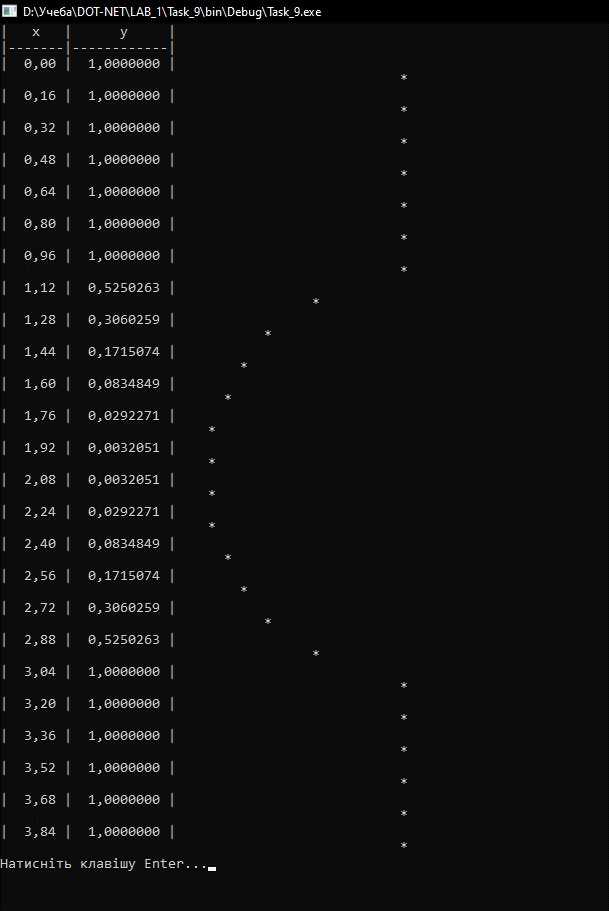 D:\Учеба\DOT-NET\LAB_1\Task_9\bin\Debug\Task_9.exe
|   x   |      y     |
|-------|------------|
|  0,00 |  1,0000000 |
*
|  0,16 |  1,0000000 |
*
|  0,32 |  1,0000000 |
*
|  0,48 |  1,0000000 |
*
|  0,64 |  1,0000000 |
*
|  0,80 |  1,0000000 |
*
|  0,96 |  1,0000000 |
*
|  1,12 |  0,5250263 |
*
|  1,28 |  0,3060259 |
*
|  1,44 |  0,1715074 |
*
|  1,60 |  0,0834849 |
*
|  1,76 |  0,0292271 |
*
|  1,92 |  0,0032051 |
*
|  2,08 |  0,0032051 |
*
|  2,24 |  0,0292271 |
*
|  2,40 |  0,0834849 |
*
|  2,56 |  0,1715074 |
*
|  2,72 |  0,3060259 |
*
|  2,88 |  0,5250263 |
*
|  3,04 |  1,0000000 |
*
|  3,20 |  1,0000000 |
*
|  3,36 |  1,0000000 |
*
|  3,52 |  1,0000000 |
*
|  3,68 |  1,0000000 |
*
|  3,84 |  1,0000000 |
*
Натисніть клавішу Enter...